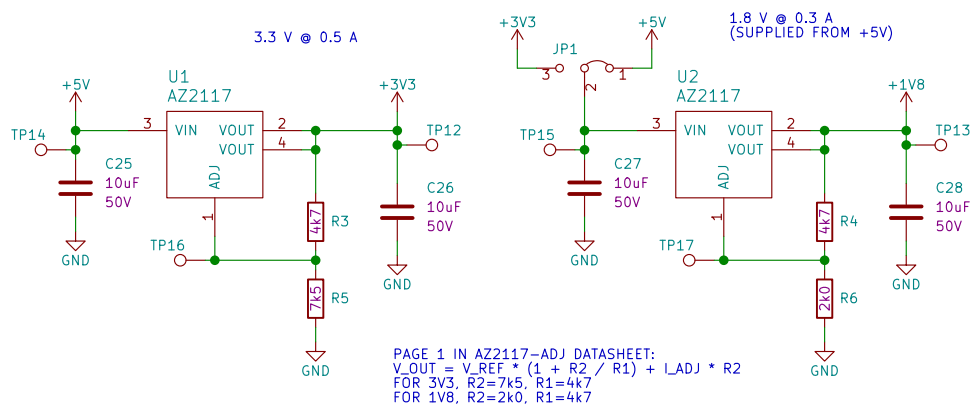 3.3 V @ 0.5 A
+5V
U1
AZ2117
+3V3
TP14
3
VIN
VOUT
2
VOUT
4
ADJ
1
TP12
C25
10uF
50V
GND
4k7
R3
C26
10uF
50V
GND
TP16
7k5
R5
GND
1.8 V @ 0.3 A
(SUPPLIED FROM +5V)
+3V3
JP1
+5V
3
2
1
U2
AZ2117
+1V8
TP15
3
VIN
VOUT
2
VOUT
4
ADJ
1
TP13
C27
10uF
50V
GND
4k7
R4
C28
10uF
50V
GND
TP17
2k0
R6
GND
PAGE 1 IN AZ2117-ADJ DATASHEET:
V_OUT = V_REF * (1 + R2 / R1) + I_ADJ * R2
FOR 3V3, R2=7k5, R1=4k7
FOR 1V8, R2=2k0, R1=4k7